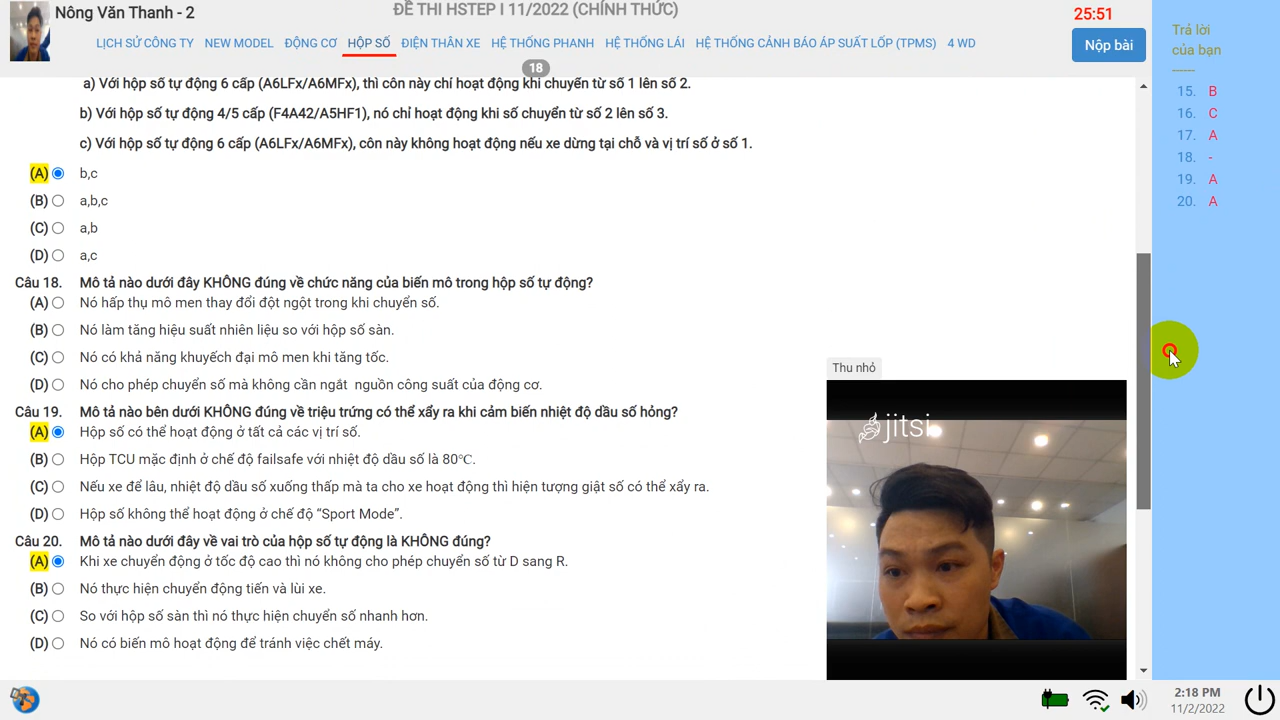 Nông Văn Thanh - 2
ĐỀ THI HSTEP I 11/2022 (CHÍNH THỨC)
25:51
LỊCH SỬ CÔNG TY NEW MODEL ĐỘNG CƠ HỘP SỐ ĐIỆN THÂN XE HỆ THỐNG PHANH HỆ THỐNG LÁI HỆ THỐNG CẢNH BÁO ÁP SUẤT LỐP (TPMS) 4 WD
Nộp bài
18
a) Với hộp số tự động 6 cấp (A6LFx/A6MFx), thì côn này chỉ hoạt động khi chuyển từ số 1 lên số 2.
b) Với hộp số tự động 4/5 cấp (F4A42/A5HF1), nó chỉ hoạt động khi số chuyển từ số 2 lên số 3.
c) Với hộp số tự động 6 cấp (A6LFx/A6MFx), côn này không hoạt động nếu xe dừng tại chỗ và vị trí số ở số 1.
(A) b,c
(B) a,b,c
(C) a,b
(D) a,c
Câu 18. Mô tả nào dưới đây KHÔNG đúng về chức năng của biến mô trong hộp số tự động?
(A) Nó hấp thụ mô men thay đổi đột ngột trong khi chuyển số.
(B) Nó làm tăng hiệu suất nhiên liệu so với hộp số sàn.
(C) Nó có khả năng khuyếch đại mô men khi tăng tốc.
(D) Nó cho phép chuyển số mà không cần ngắt nguồn công suất của động cơ.
Câu 19. Mô tả nào bên dưới KHÔNG đúng về triệu trứng có thể xẩy ra khi cảm biến nhiệt độ dầu số hỏng?
(A) Hộp số có thể hoạt động ở tất cả các vị trí số.
(B) Hộp TCU mặc định ở chế độ failsafe với nhiệt độ dầu số là 80℃.
(C) Nếu xe để lâu, nhiệt độ dầu số xuống thấp mà ta cho xe hoạt động thì hiện tượng giật số có thể xẩy ra.
(D) Hộp số không thể hoạt động ở chế độ “Sport Mode”.
Câu 20. Mô tả nào dưới đây về vai trò của hộp số tự động là KHÔNG đúng?
(A) Khi xe chuyển động ở tốc độ cao thì nó không cho phép chuyển số từ D sang R.
(B) Nó thực hiện chuyển động tiến và lùi xe.
(C) So với hộp số sàn thì nó thực hiện chuyển số nhanh hơn.
(D) Nó có biến mô hoạt động để tránh việc chết máy.
Thu nhỏ
jitsi
Trả lời
của bạn
------
15. B
16. C
17. A
18. -
19. A
20. A
2:18 PM
11/2/2022